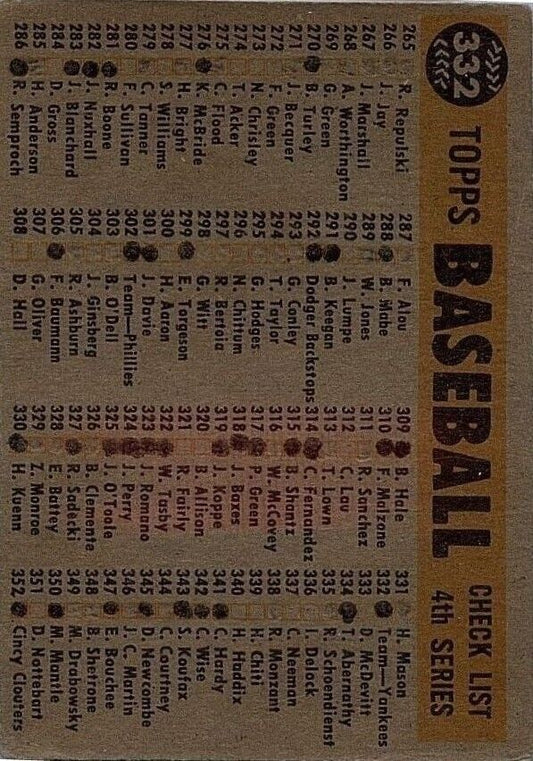 332
TOPPS BASEBALL CHECK LIST 4th SERIES
265 R. Repulski
266 J. Jay
267 J. Marshall
268 A. Worthington
269 G. Green
270 B. Turley
271 J. Becquer
272 F. Green
273 N. Chrisley
274 T. Acker
275 C. Flood
276 K. McBride
277 H. Bright
278 S. Williams
279 C. Tanner
280 F. Sullivan
281 R. Boone
282 J. Nuxhall
283 J. Blanchard
284 D. Gross
285 H. Anderson
286 R. Semproch
287 F. Alou
288 B. Mabe
289 W. Jones
290 J. Lumpe
291 B. Keegan
292 Dodger Backstops
293 G. Conley
294 T. Taylor
295 G. Hodges
296 N. Chittum
297 R. Bertoia
298 G. Witt
299 E. Torgeson
300 H. Aaron
301 J. Davie
302 Team—Phillies
303 B. O'Dell
304 J. Ginsberg
305 R. Ashburn
306 F. Baumann
307 G. Oliver
308 D. Hall
309 B. Hale
310 F. Malzone
311 R. Sanchez
312 C. Lau
313 T. Lown
314 C. Fernandez
315 B. Shantz
316 W. McCovey
317 P. Green
318 J. Boxes
319 J. Koppe
320 B. Allison
321 R. Fairly
322 W. Tasby
323 J. Romano
324 J. Perry
325 J. O'Toole
326 B. Clemente
327 R. Sadecki
328 E. Battey
329 Z. Monroe
330 H. Kuenn
331 H. Mason
332 Team—Yankees
333 D. McDevitt
334 T. Abernathy
335 R. Schoendienst
336 I. Delock
337 C. Neeman
338 R. Monzant
339 H. Chiti
340 H. Haddix
341 C. Hardy
342 C. Wise
343 S. Koufax
344 C. Courtney
345 D. Newcombe
346 J. C. Martin
347 E. Bouchee
348 B. Shetrone
349 M. Drabowsky
350 M. Mantle
351 D. Nottebart
352 Cincy Clouters